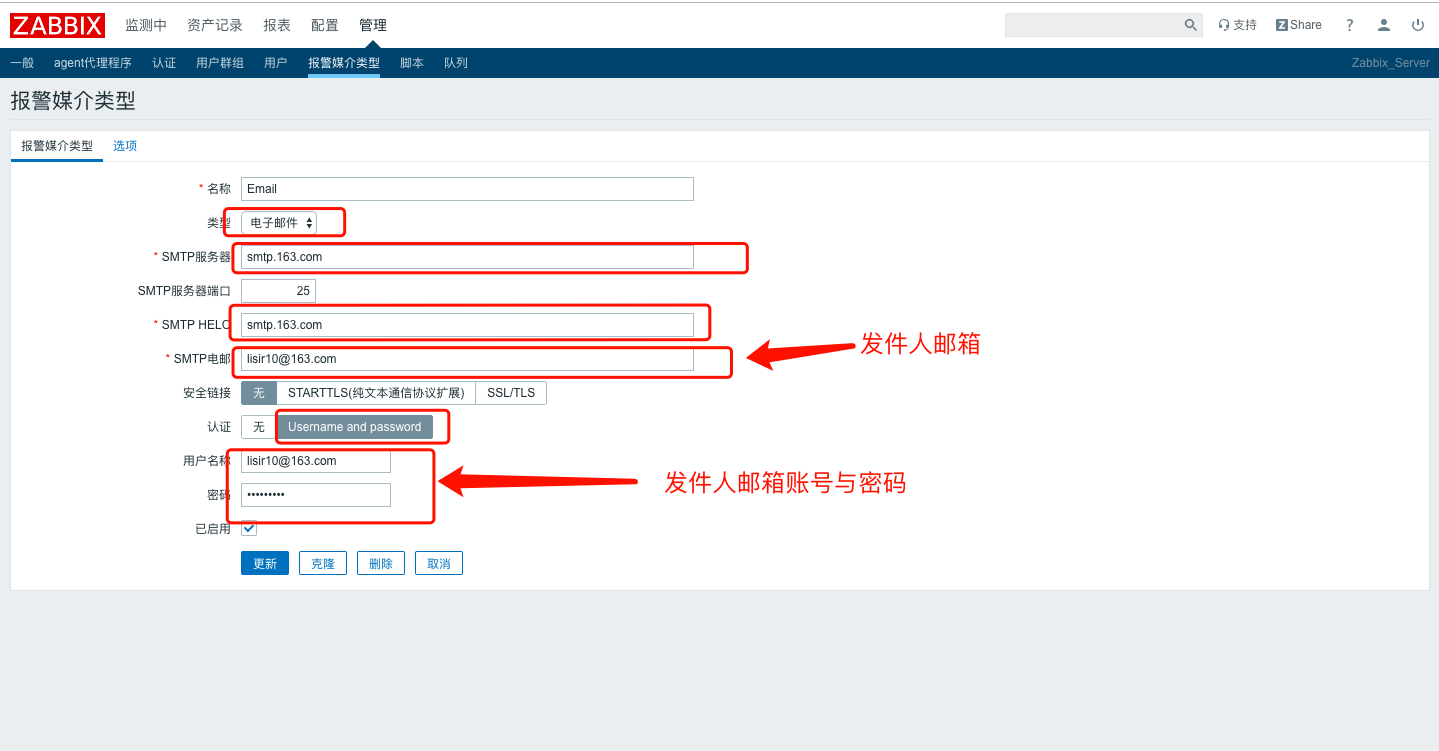 ZABBIX 监测中 资产记录 报表 配置 管理 支持 Z Share ?
一般 agent代理程序 认证 用户群组 用户 报警媒介类型 脚本 队列 Zabbix_Server
报警媒介类型
报警媒介类型 选项
* 名称 Email
类型 电子邮件
* SMTP服务器 smtp.163.com
SMTP服务器端口 25
* SMTP HELO smtp.163.com
* SMTP电邮 lisir10@163.com
发件人邮箱
安全链接 无 STARTTLS(纯文本通信协议扩展) SSL/TLS
认证 无 Username and password
用户名称 lisir10@163.com
发件人邮箱账号与密码
密码 •••••••••
已启用
更新 克隆 删除 取消